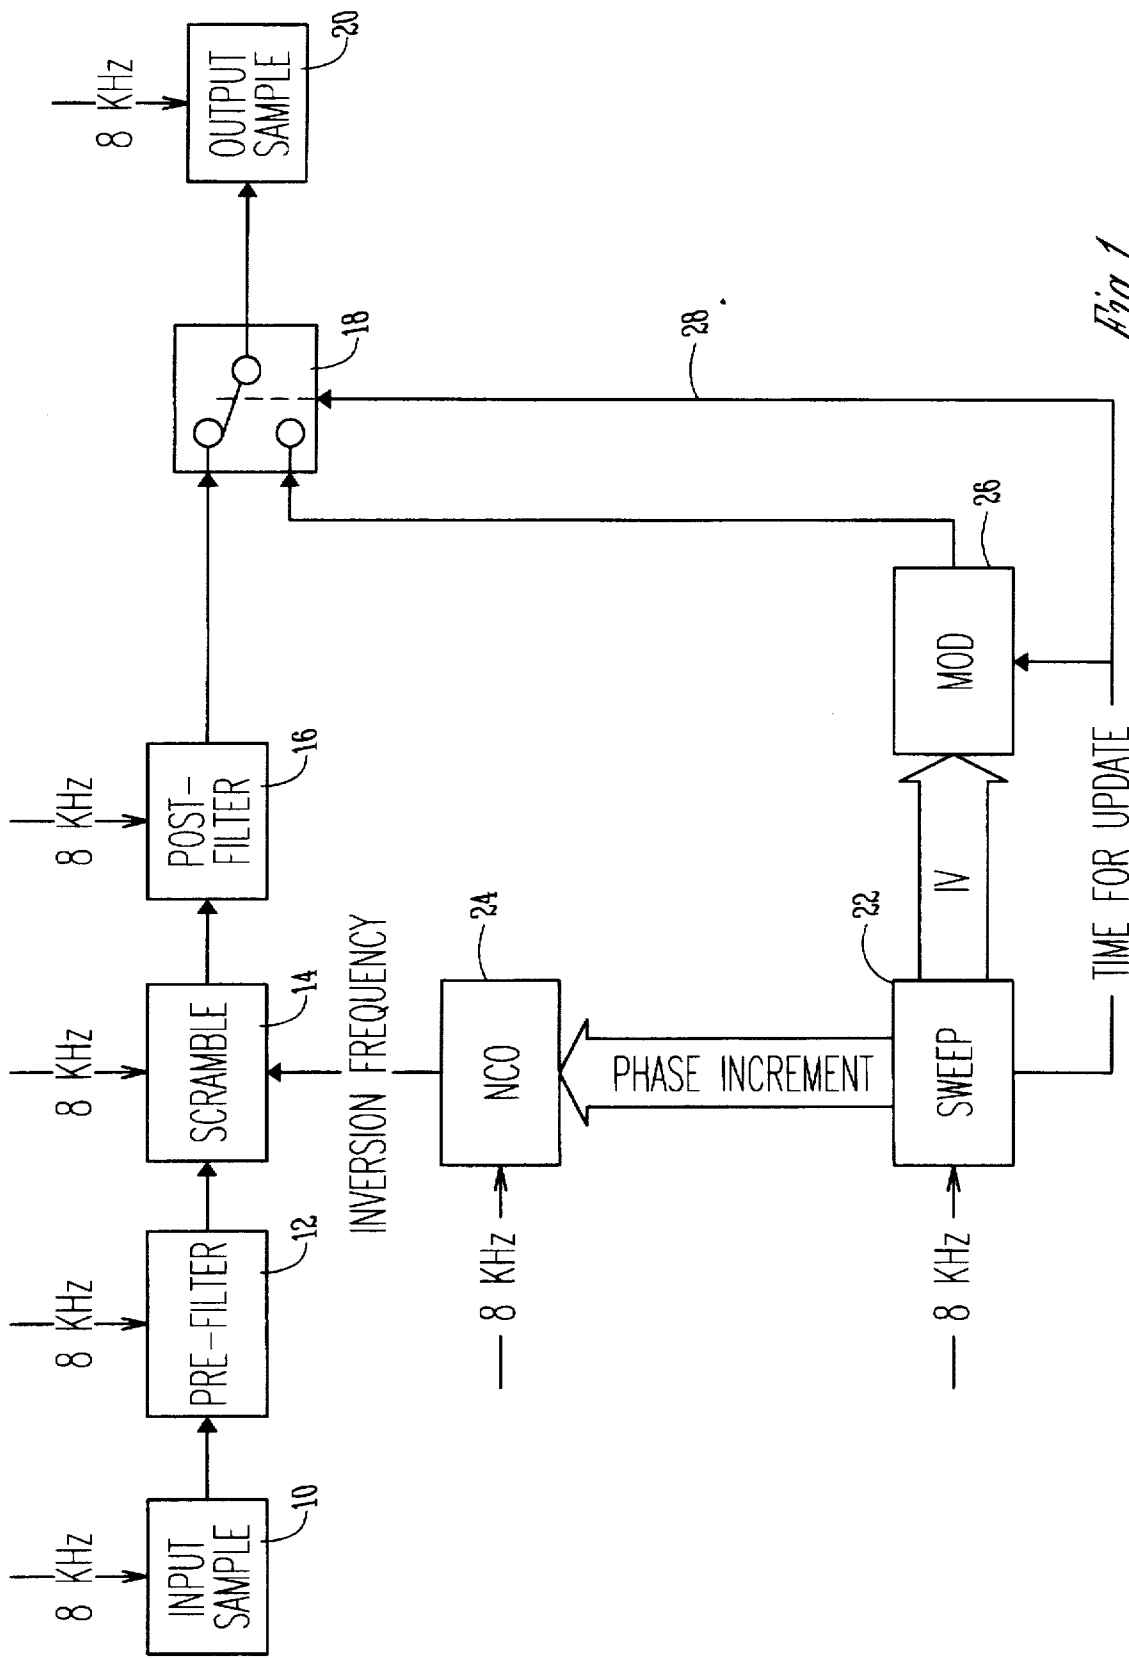 8 KHz
8 KHz
8 KHz
8 KHz
8 KHz
INPUT
SAMPLE
10
PRE-FILTER
12
SCRAMBLE
14
POST-
FILTER
16
18
OUTPUT
SAMPLE
20
INVERSION FREQUENCY
8 KHz
NCO
24
PHASE INCREMENT
28
8 KHz
SWEEP
22
IV
MOD
26
TIME FOR UPDATE
Fig. 1